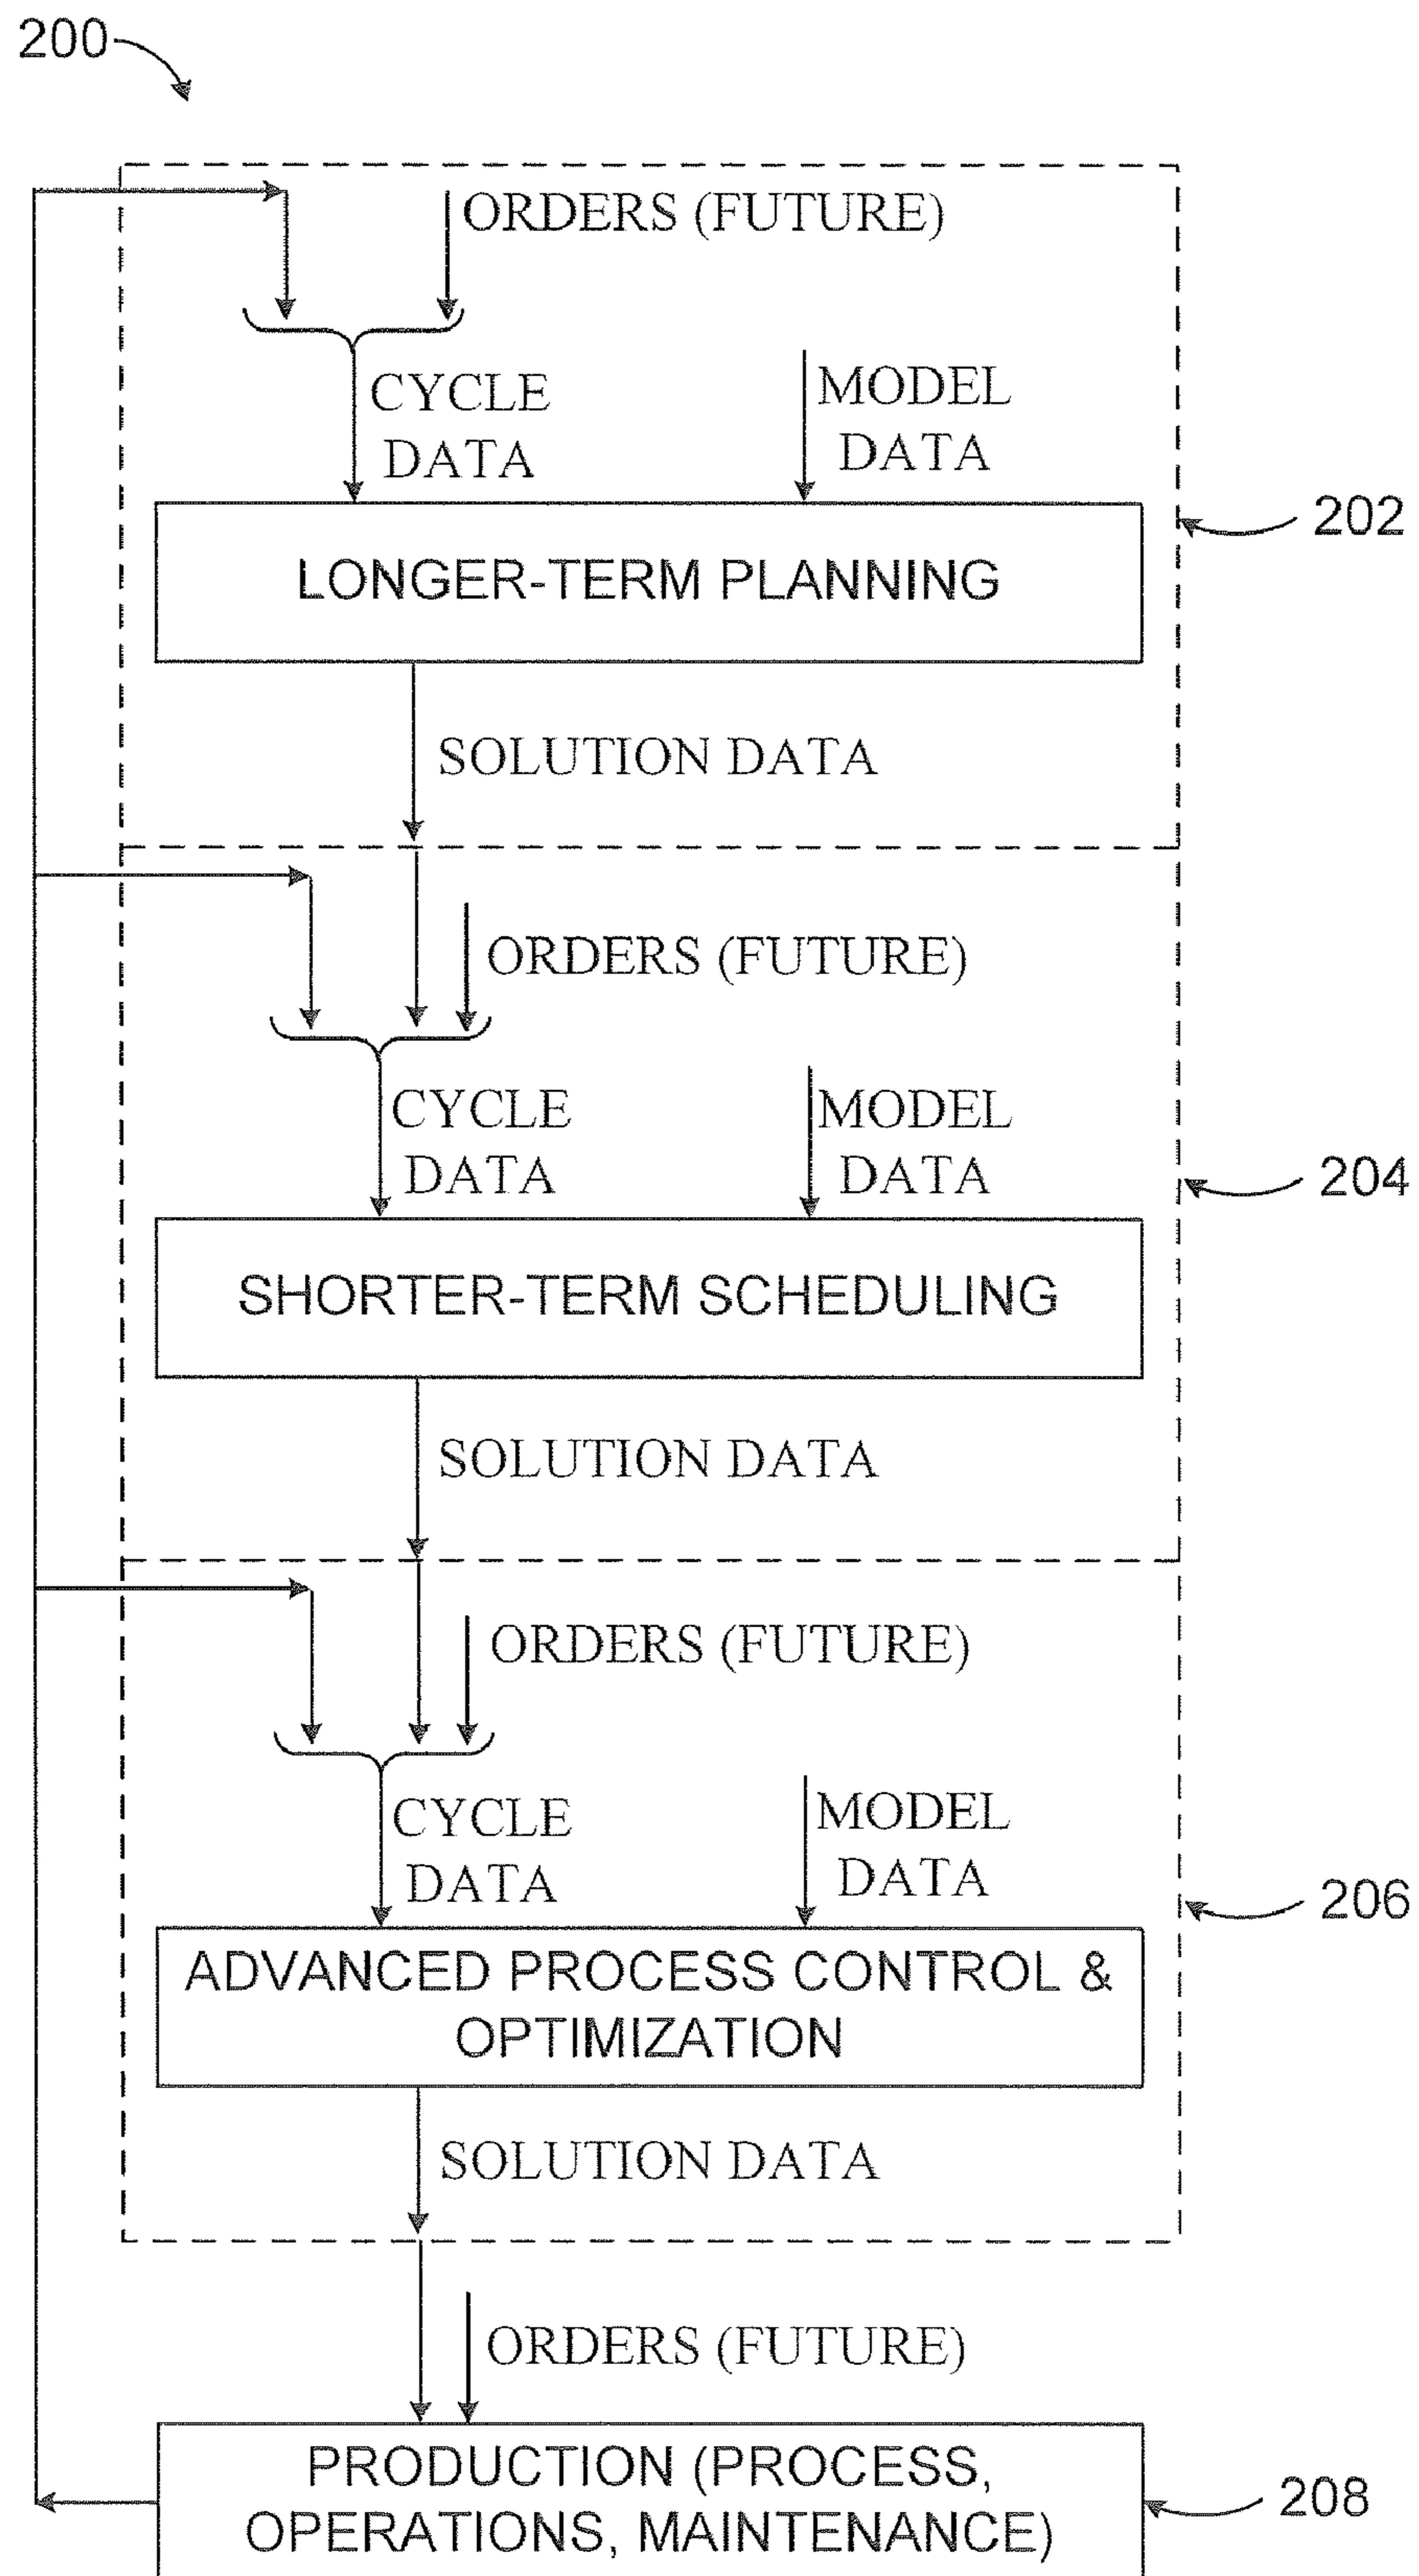 200
ORDERS (FUTURE)
CYCLE
DATA
MODEL
DATA
202
LONGER-TERM PLANNING
SOLUTION DATA
ORDERS (FUTURE)
CYCLE
DATA
MODEL
DATA
204
SHORTER-TERM SCHEDULING
SOLUTION DATA
ORDERS (FUTURE)
CYCLE
DATA
MODEL
DATA
206
ADVANCED PROCESS CONTROL &
OPTIMIZATION
SOLUTION DATA
ORDERS (FUTURE)
PRODUCTION (PROCESS,
OPERATIONS, MAINTENANCE)
208